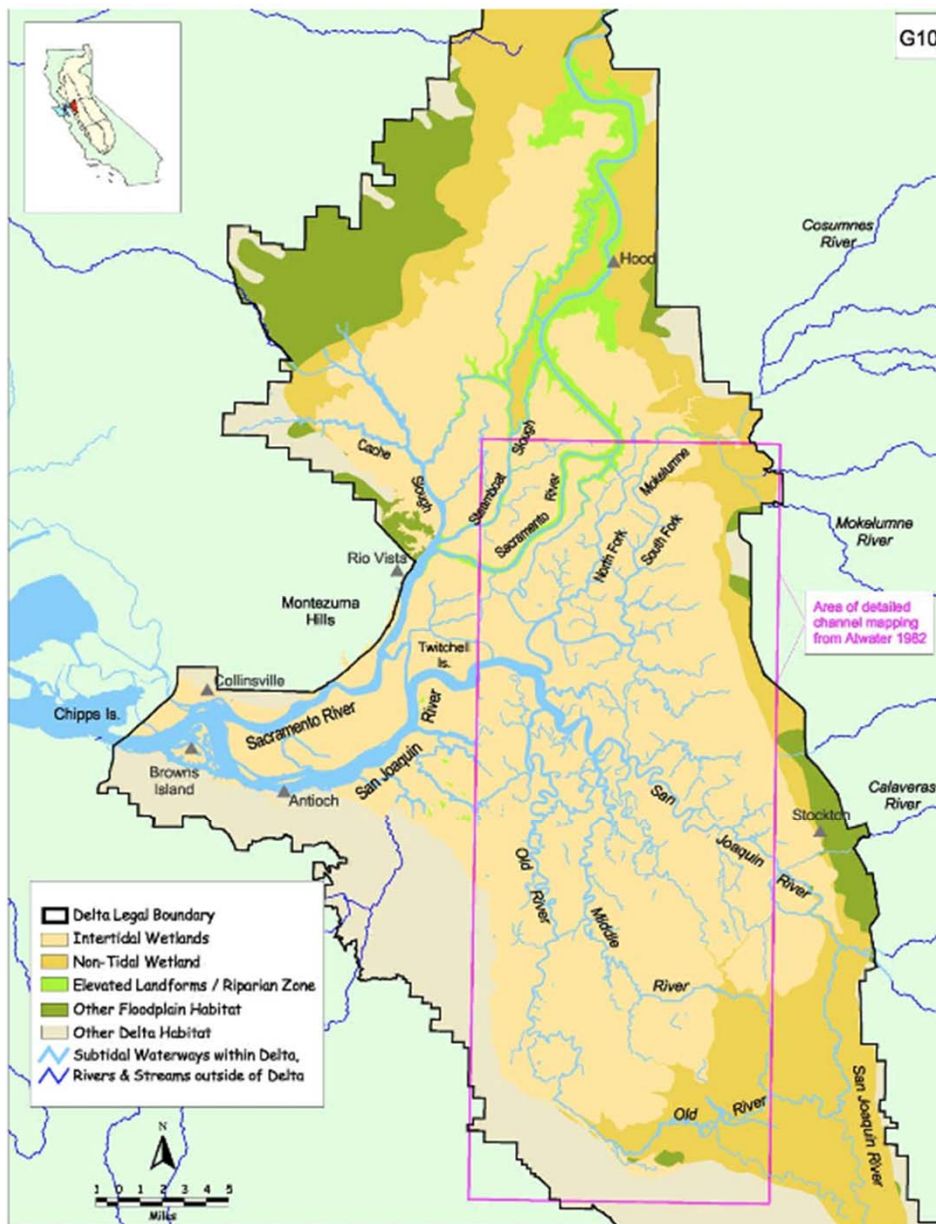 G10
Cosumnes
River
Hood
Cache
Slough
Steamboat
Slough
Sacramento
River
Mokelumne
North Fork
South Fork
Mokelumne
River
Rio Vista
Montezuma
Hills
Area of detailed
channel mapping
from Atwater 1982
Twitchell
Is.
Collinsville
Chipps Is.
Sacramento River
Browns
Island
Antioch
San Joaquin
River
San
Joaquin
River
Calaveras
River
Stockton
Old
River
Middle
River
Old
River
San Joaquin River
Delta Legal Boundary
Intertidal Wetlands
Non-Tidal Wetland
Elevated Landforms / Riparian Zone
Other Floodplain Habitat
Other Delta Habitat
Subtidal Waterways within Delta,
Rivers & Streams outside of Delta
N
1 0 1 2 3 4 5
Miles